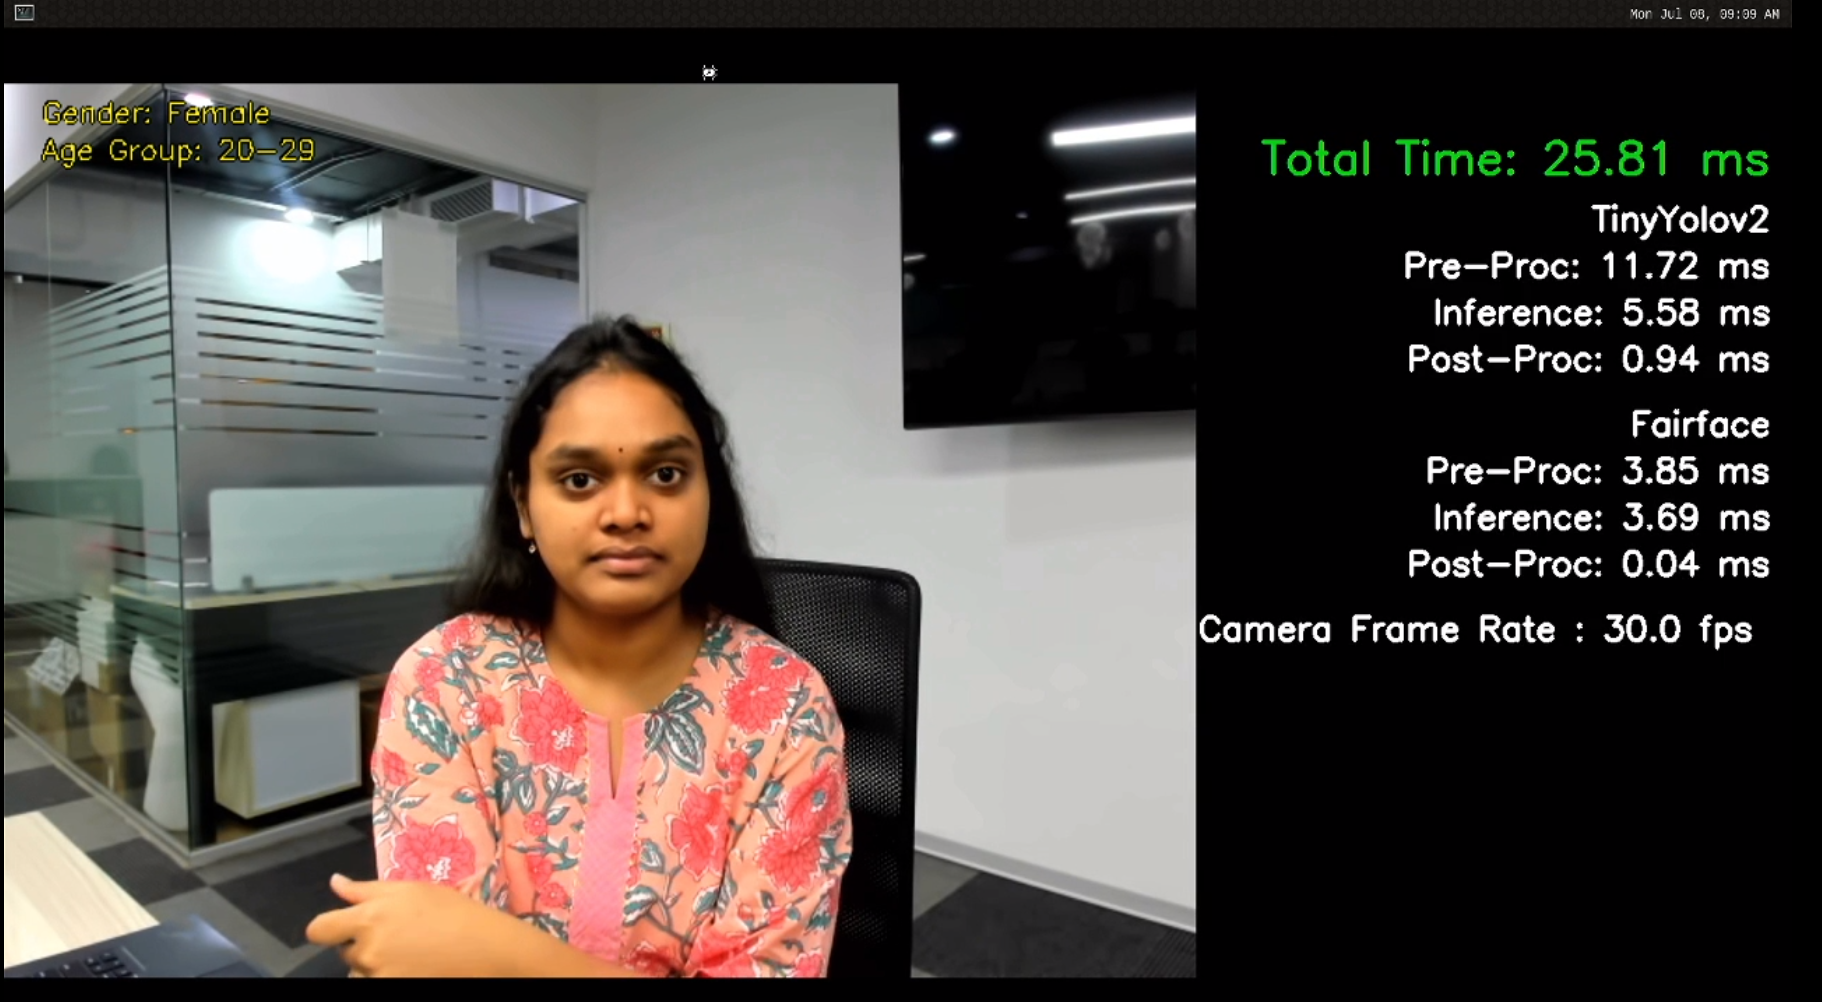 Mon Jul 08, 09:09 AM
Gender: Female
Age Group: 20-29
Total Time: 25.81 ms
TinyYolov2
Pre-Proc: 11.72 ms
Inference: 5.58 ms
Post-Proc: 0.94 ms
Fairface
Pre-Proc: 3.85 ms
Inference: 3.69 ms
Post-Proc: 0.04 ms
Camera Frame Rate : 30.0 fps